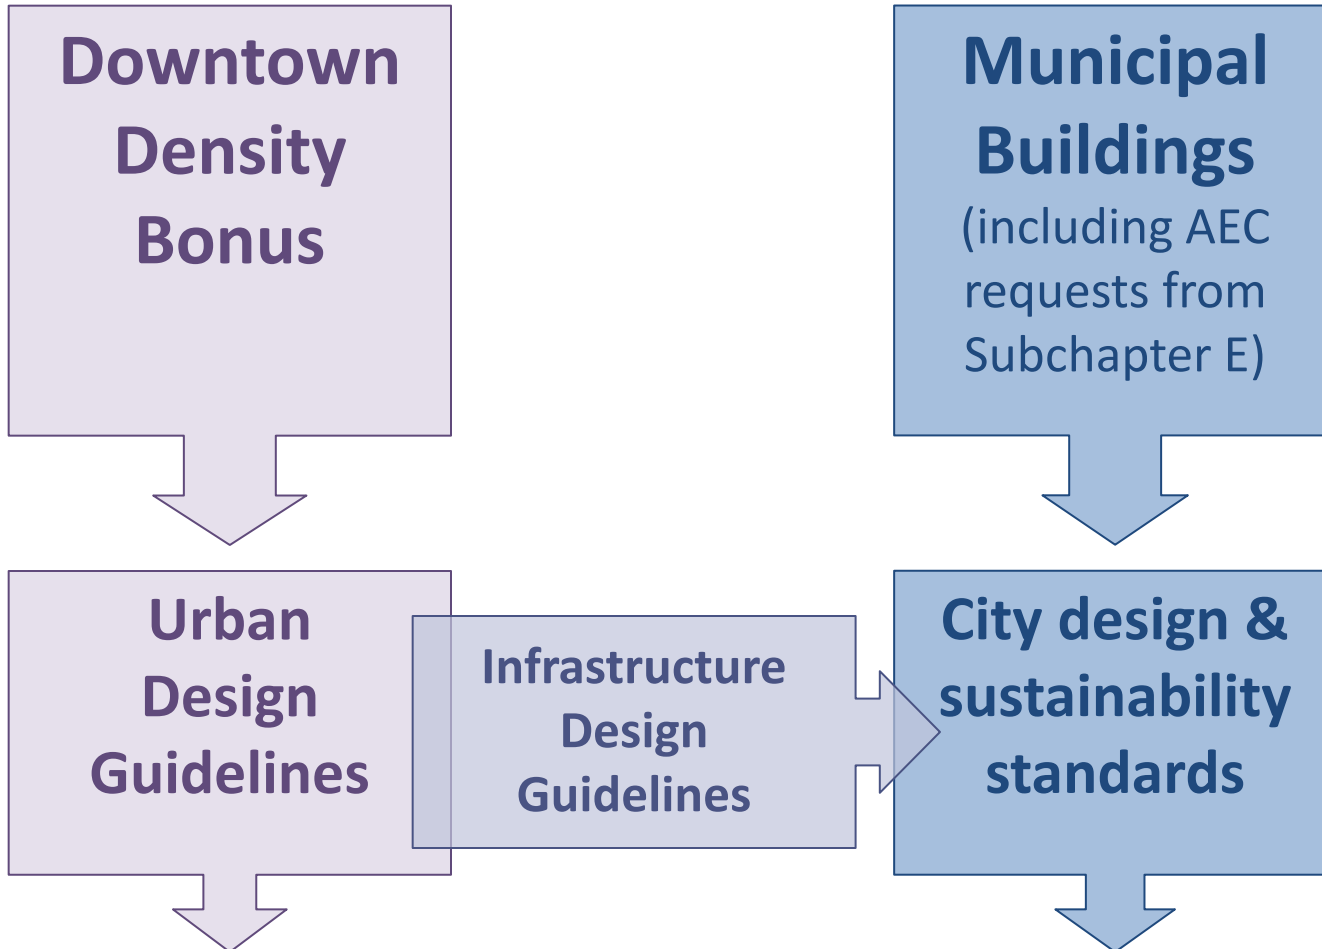 Downtown
Density
Bonus
Municipal
Buildings
(including AEC
requests from
Subchapter E)
Urban
Design
Guidelines
Infrastructure
Design
Guidelines
City design &
sustainability
standards